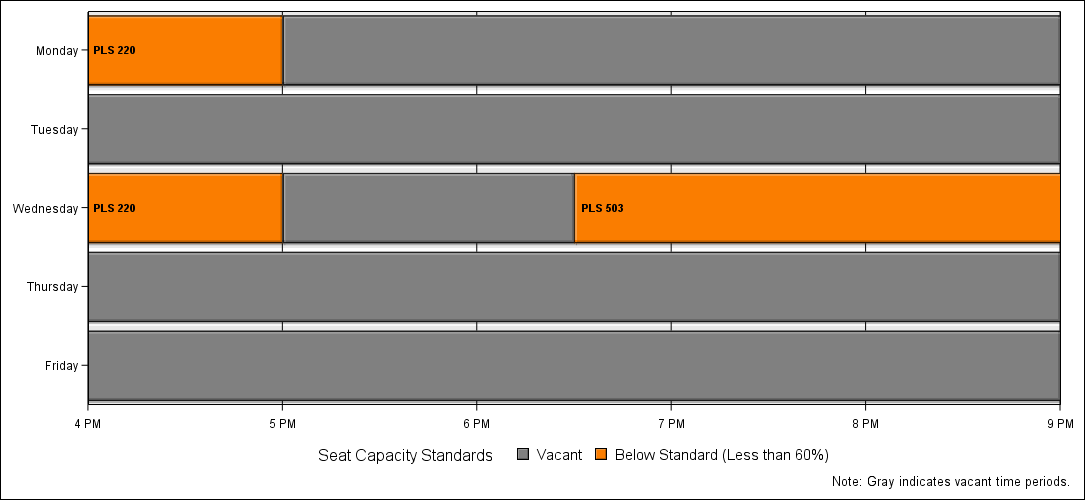 Monday
PLS 220
Tuesday
Wednesday
PLS 220
PLS 503
Thursday
Friday
4 PM 5 PM 6 PM 7 PM 8 PM 9 PM
Seat Capacity Standards Vacant Below Standard (Less than 60%)
Note: Gray indicates vacant time periods.